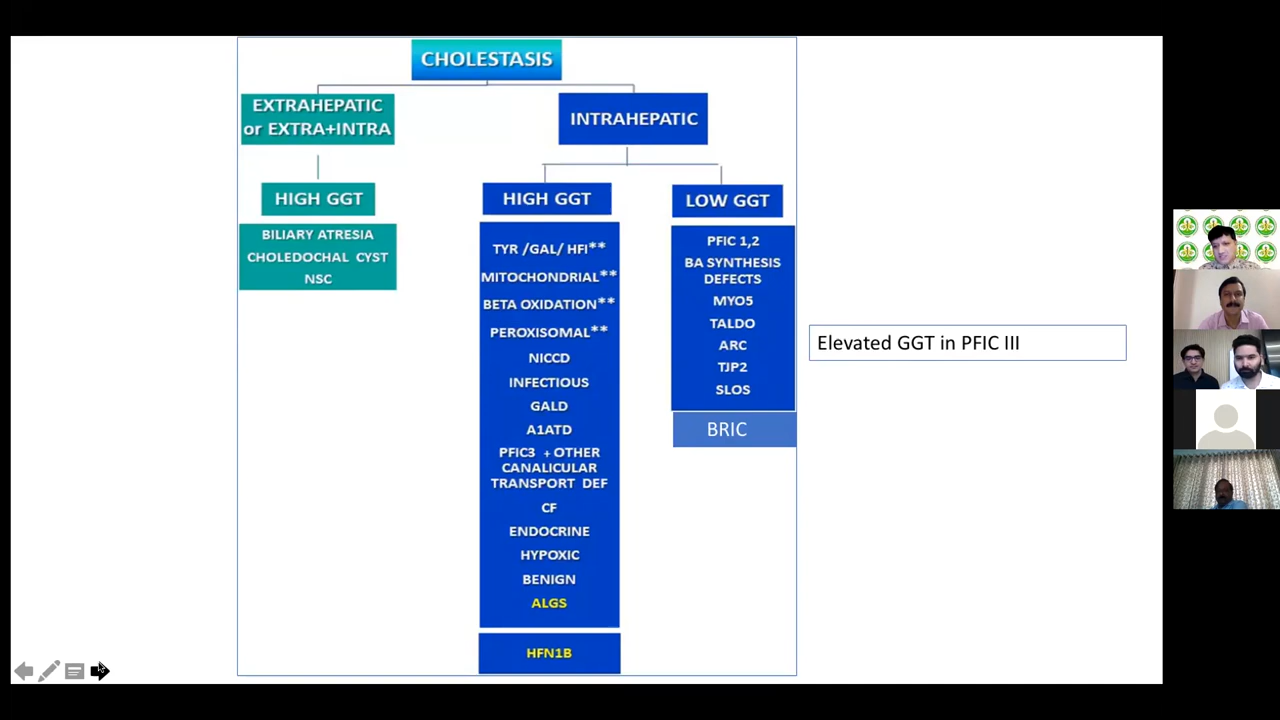 CHOLESTASIS
EXTRAHEPATIC
or EXTRA+INTRA
HIGH GGT
BILIARY ATRESIA
CHOLEDOCHAL CYST
NSC
INTRAHEPATIC
HIGH GGT
TYR /GAL/ HFI**
MITOCHONDRIAL**
BETA OXIDATION**
PEROXISOMAL**
NICCD
INFECTIOUS
GALD
A1ATD
PFIC3 + OTHER
CANALICULAR
TRANSPORT DEF
CF
ENDOCRINE
HYPOXIC
BENIGN
ALGS
HFN1B
LOW GGT
PFIC 1,2
BA SYNTHESIS
DEFECTS
MYO5
TALDO
ARC
TJP2
SLOS
BRIC
Elevated GGT in PFIC III